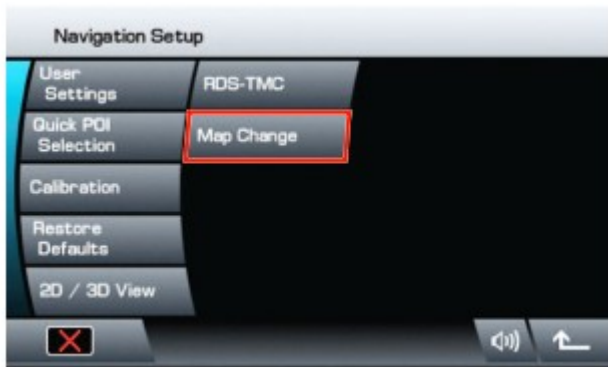 Navigation Setup
User
Settings
RDS-TMC
Quick POI
Selection
Map Change
Calibration
Restore
Defaults
2D / 3D View